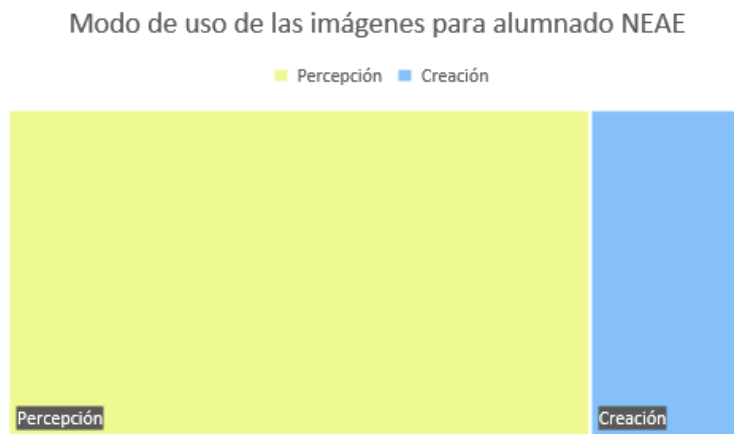 Modo de uso de las imágenes para alumnado NEAE
Percepción Creación
Percepción Creación